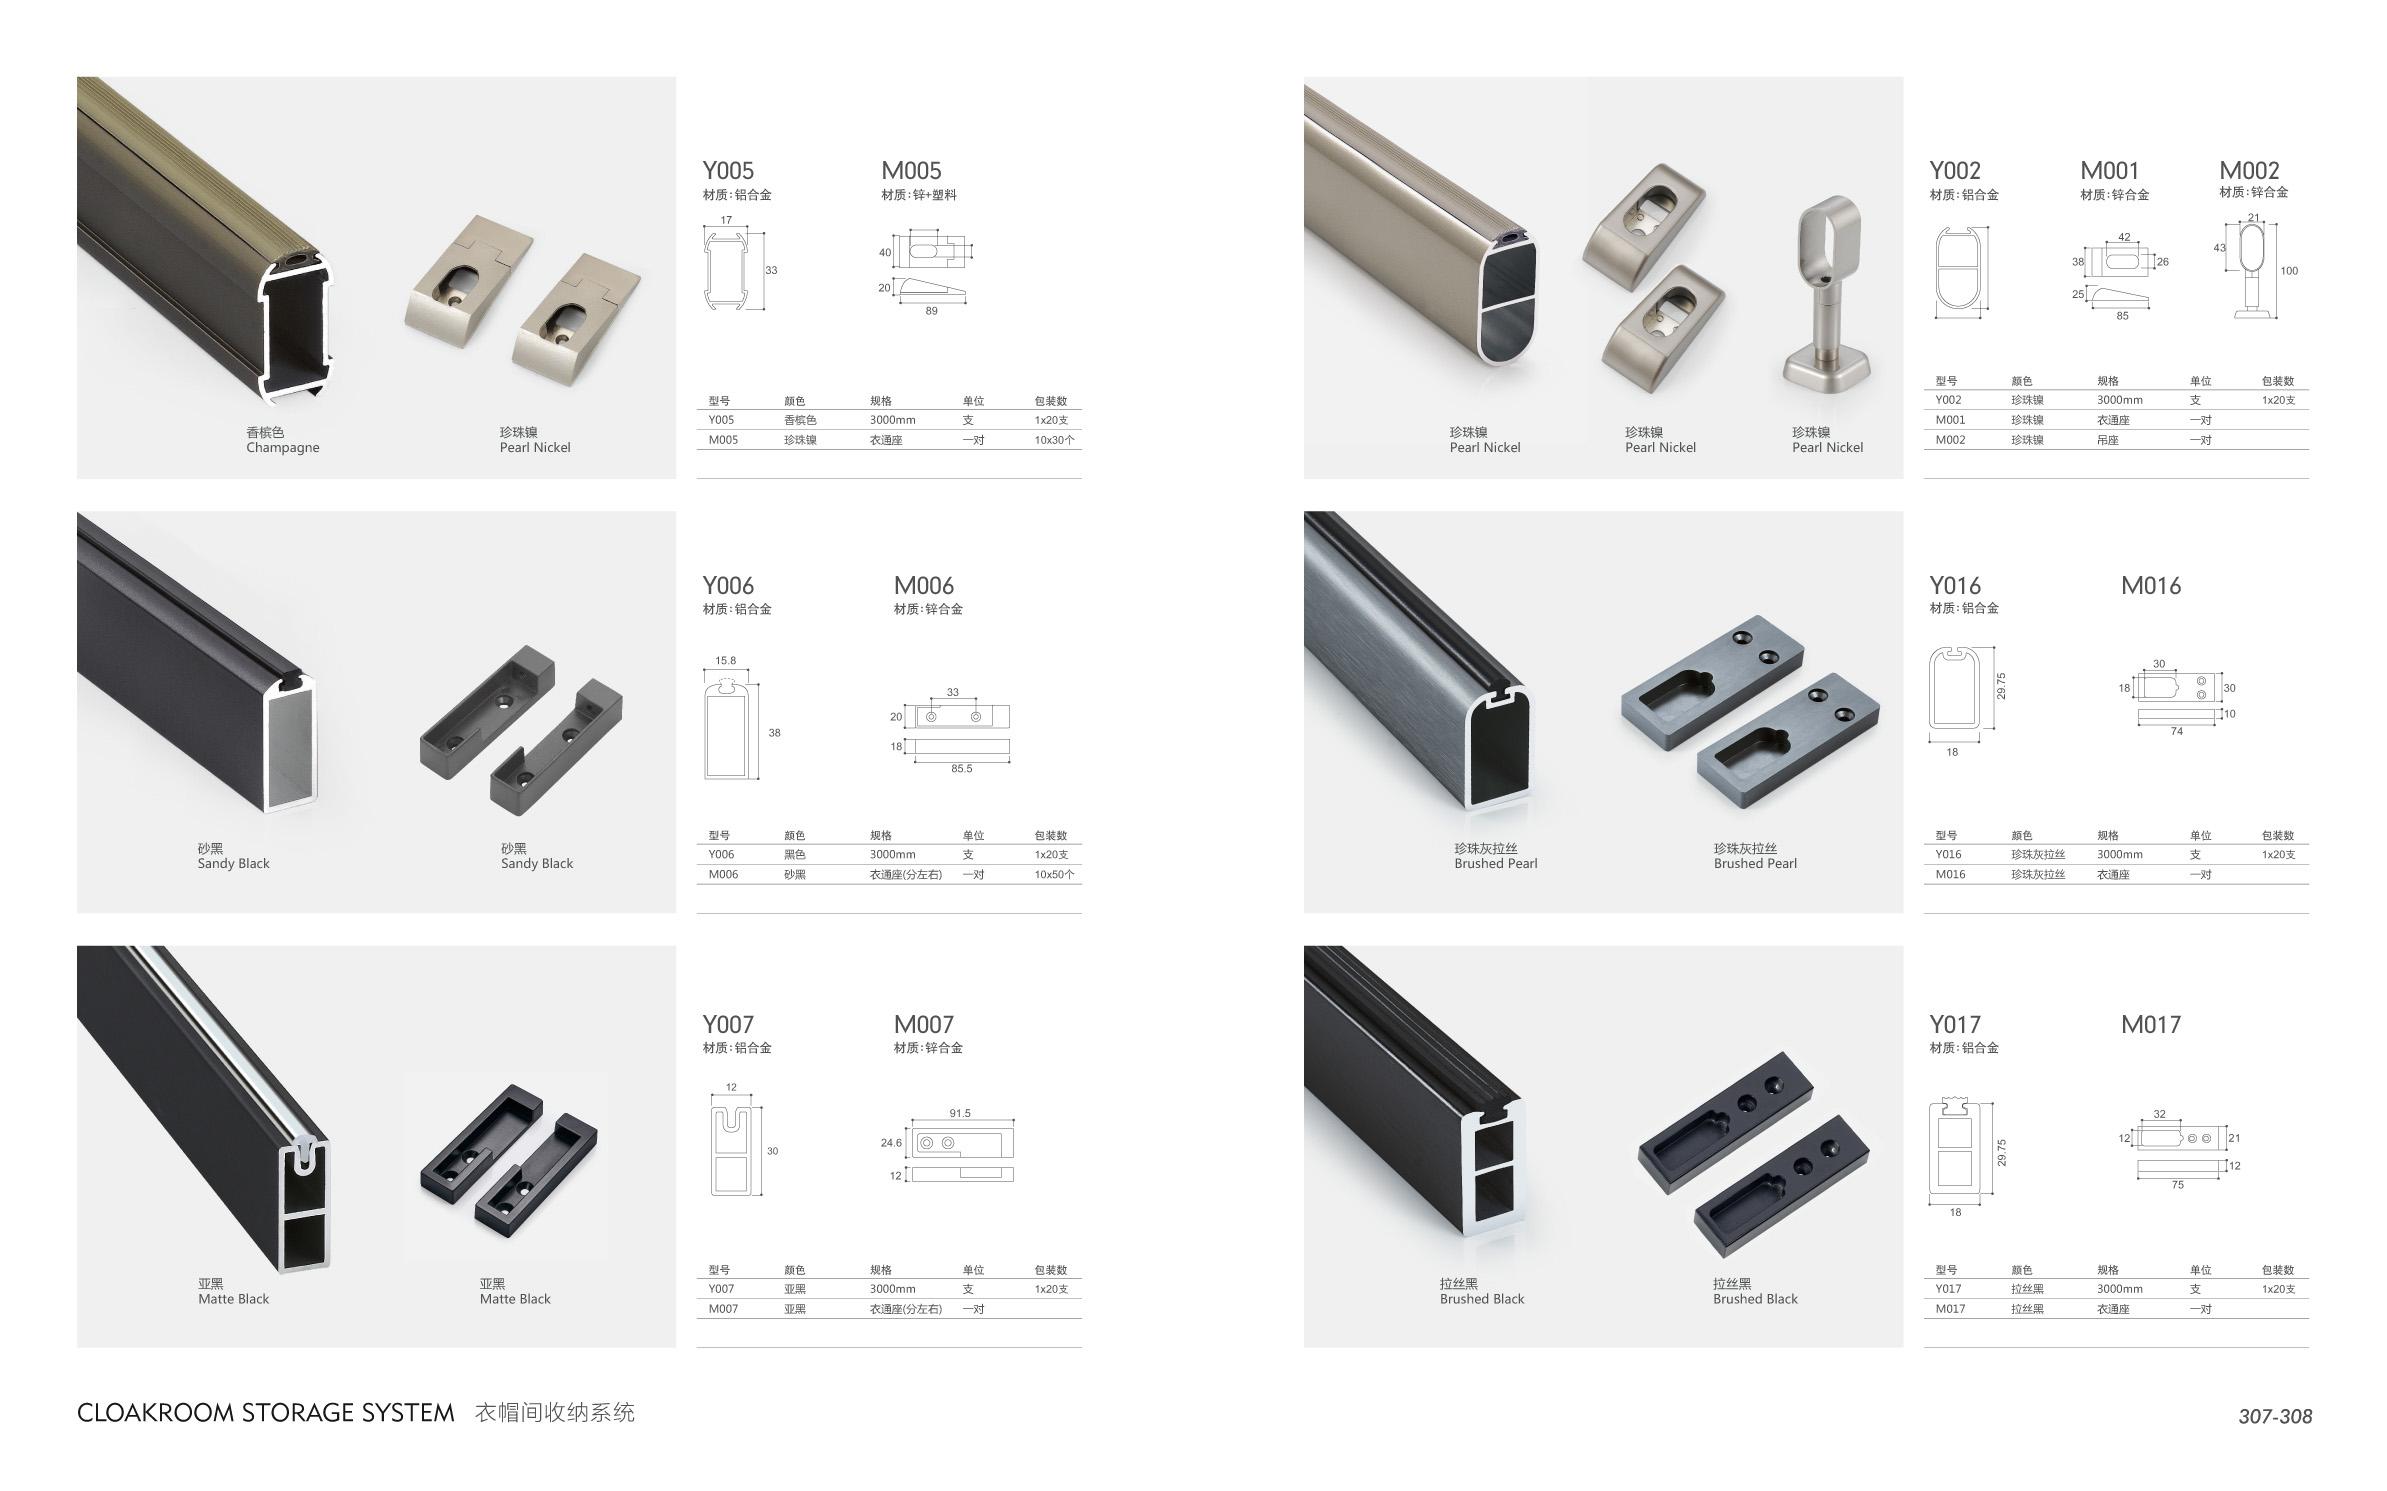 Y005
材质:铝合金
17
33
M005
材质:锌+塑料
40
20
89
香槟色
Champagne
珍珠镍
Pearl Nickel
型号 颜色 规格 单位 包装数
Y005 香槟色 3000mm 支 1x20支
M005 珍珠镍 衣通座 一对 10x30个
Y006
材质:铝合金
15.8
38
M006
材质:锌合金
33
20
18
85.5
砂黑
Sandy Black
砂黑
Sandy Black
型号 颜色 规格 单位 包装数
Y006 黑色 3000mm 支 1x20支
M006 砂黑 衣通座(分左右) 一对 10x50个
Y007
材质:铝合金
12
30
M007
材质:锌合金
91.5
24.6
12
亚黑
Matte Black
亚黑
Matte Black
型号 颜色 规格 单位 包装数
Y007 亚黑 3000mm 支 1x20支
M007 亚黑 衣通座(分左右) 一对
Y002
材质:铝合金
M001
材质:锌合金
42
38
26
25
85
M002
材质:锌合金
21
43
100
珍珠镍
Pearl Nickel
珍珠镍
Pearl Nickel
珍珠镍
Pearl Nickel
型号 颜色 规格 单位 包装数
Y002 珍珠镍 3000mm 支 1x20支
M001 珍珠镍 衣通座 一对
M002 珍珠镍 吊座 一对
Y016
材质:铝合金
29.75
18
M016
30
18
30
10
74
珍珠灰拉丝
Brushed Pearl
珍珠灰拉丝
Brushed Pearl
型号 颜色 规格 单位 包装数
Y016 珍珠灰拉丝 3000mm 支 1x20支
M016 珍珠灰拉丝 衣通座 一对
Y017
材质:铝合金
29.75
18
M017
32
12
21
12
75
拉丝黑
Brushed Black
拉丝黑
Brushed Black
型号 颜色 规格 单位 包装数
Y017 拉丝黑 3000mm 支 1x20支
M017 拉丝黑 衣通座 一对
CLOAKROOM STORAGE SYSTEM 衣帽间收纳系统
307-308